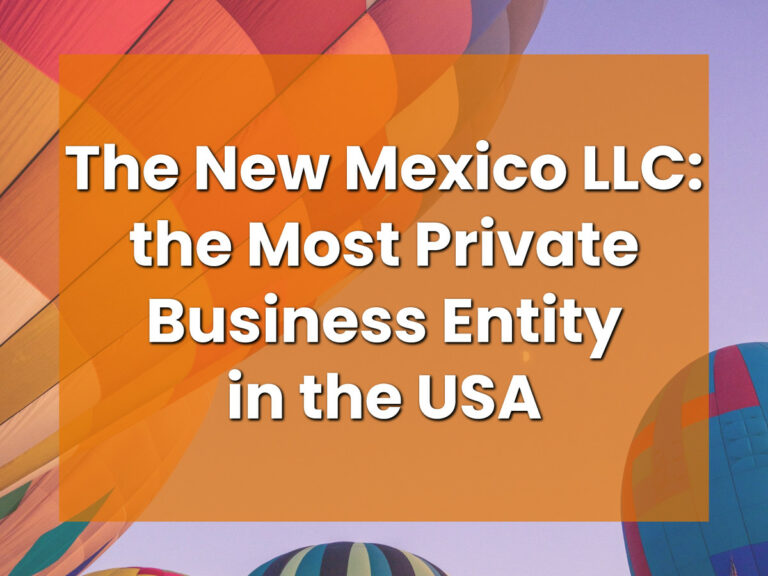 The New Mexico LLC:
the Most Private
Business Entity
in the USA